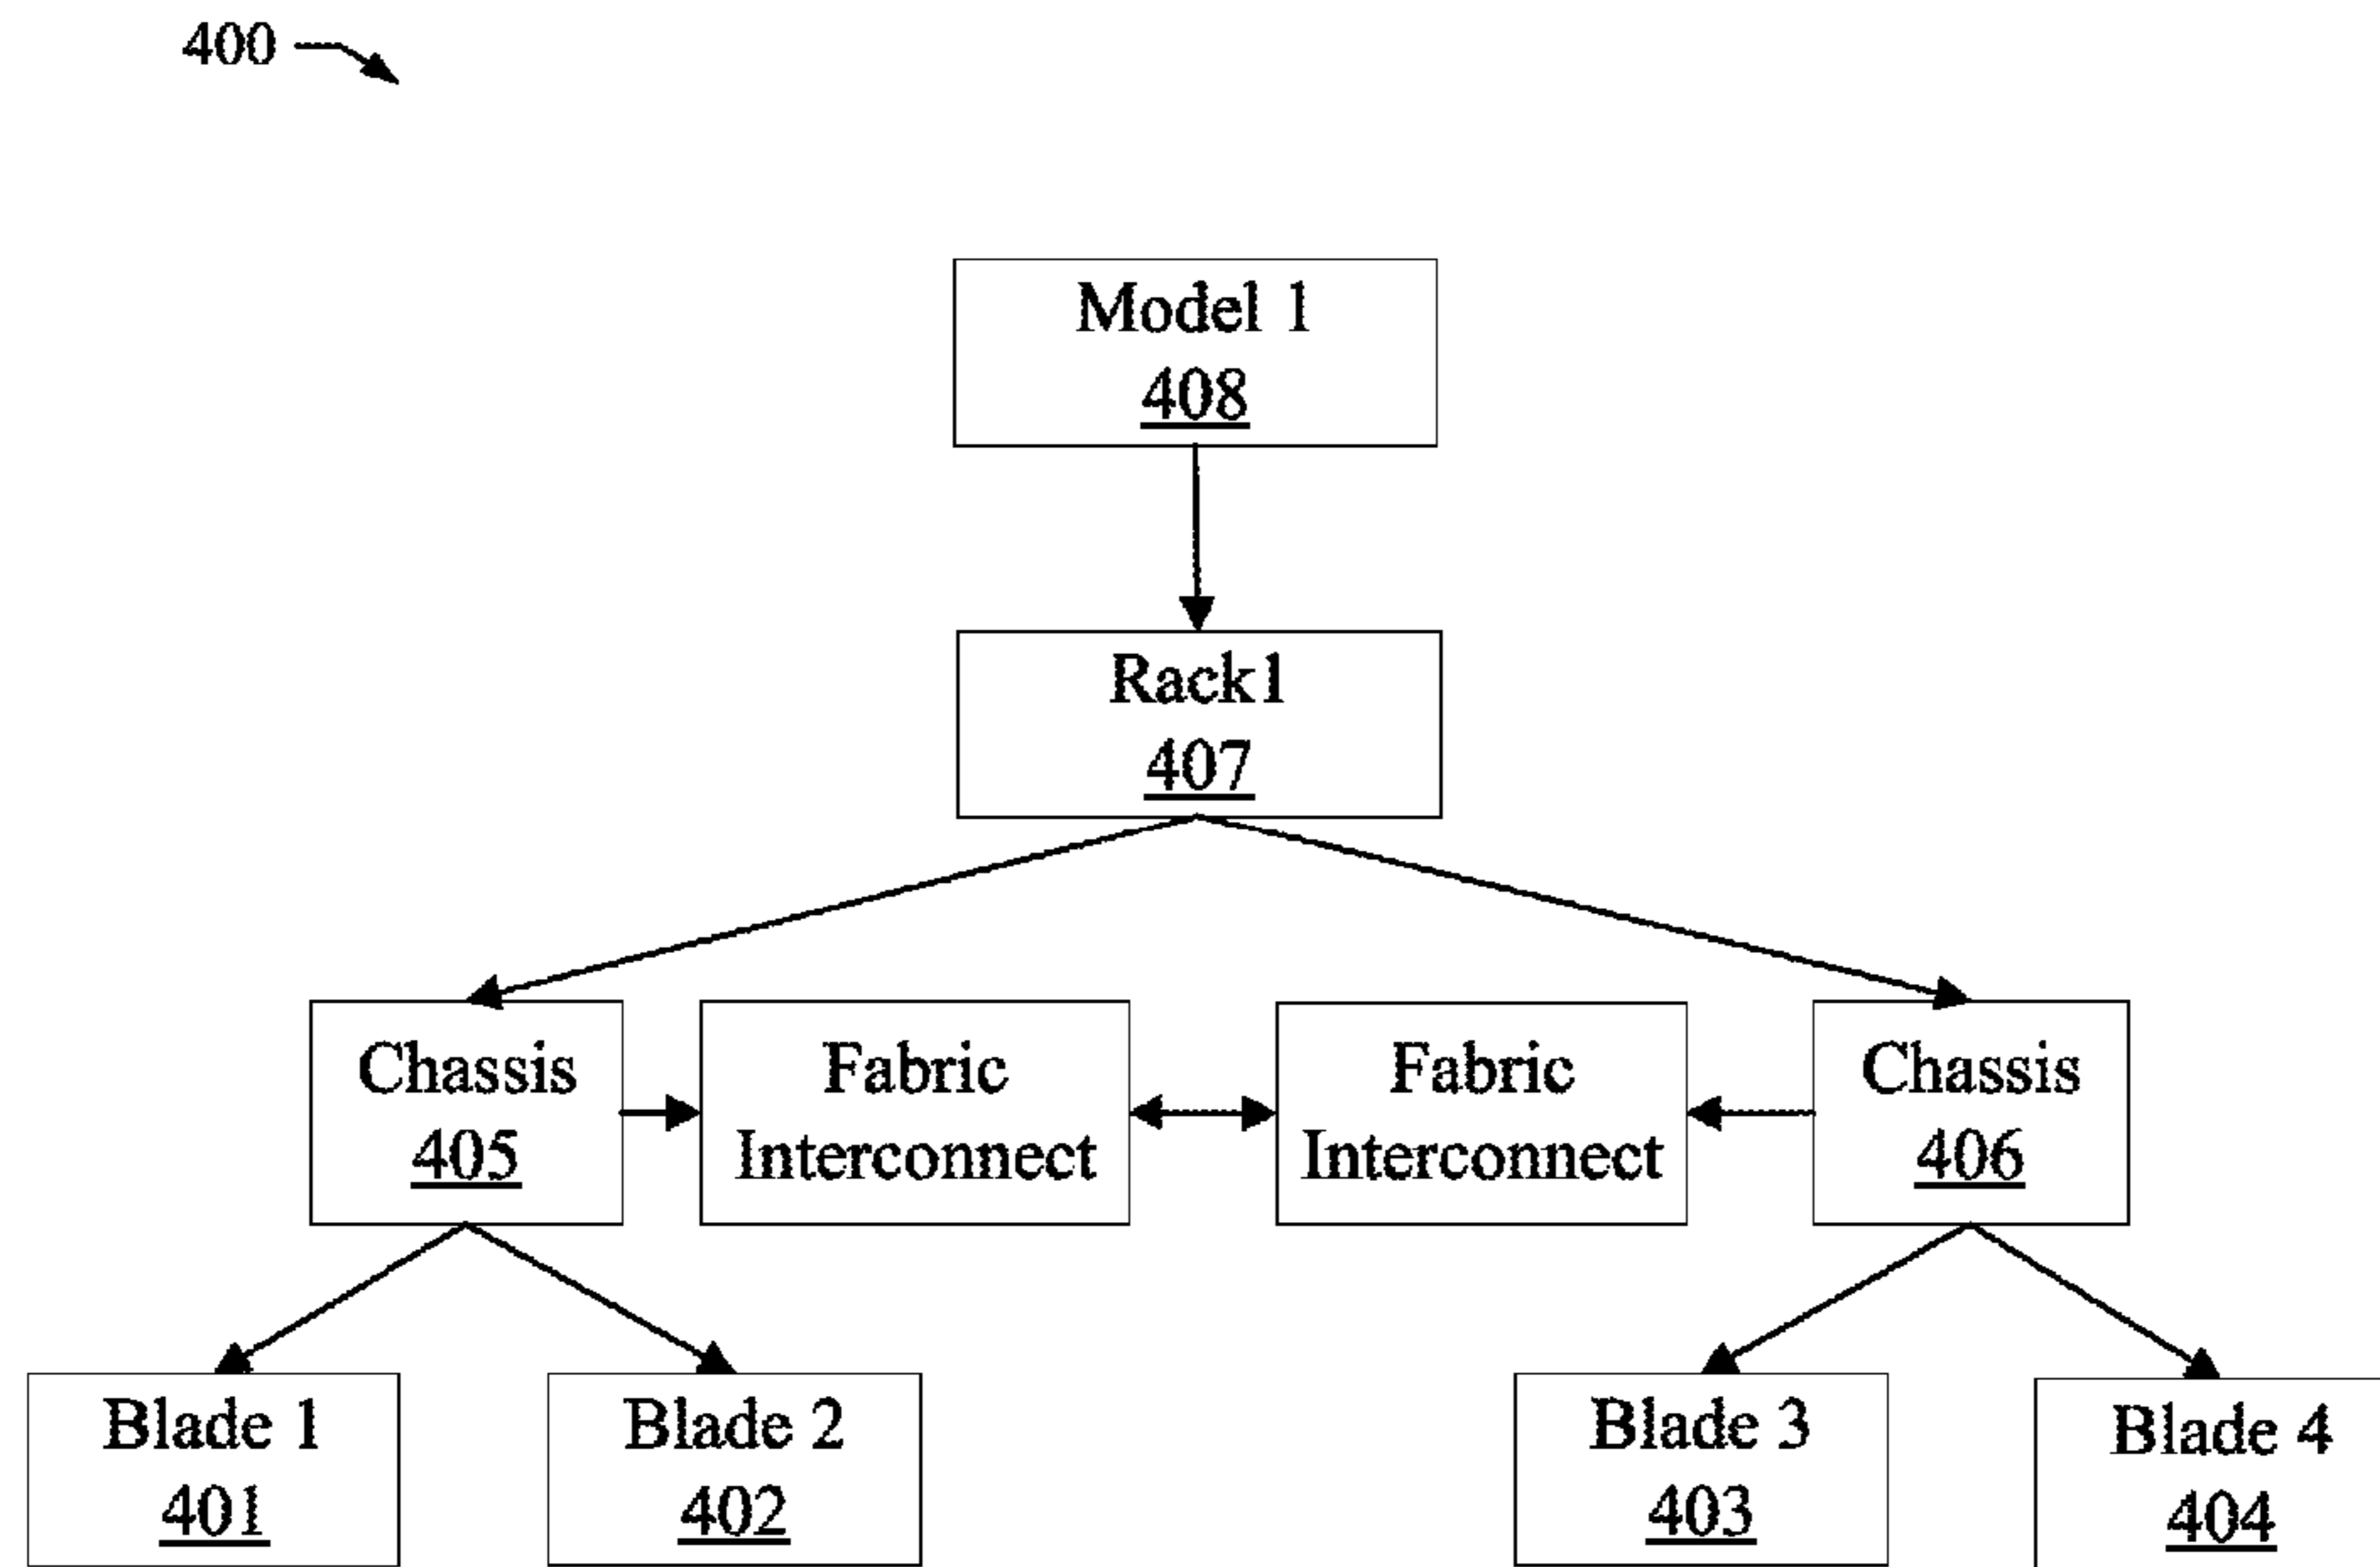 400
Model 1
408
Rack1
407
Chassis
405
Fabric
Interconnect
Fabric
Interconnect
Chassis
406
Blade 1
401
Blade 2
402
Blade 3
403
Blade 4
404